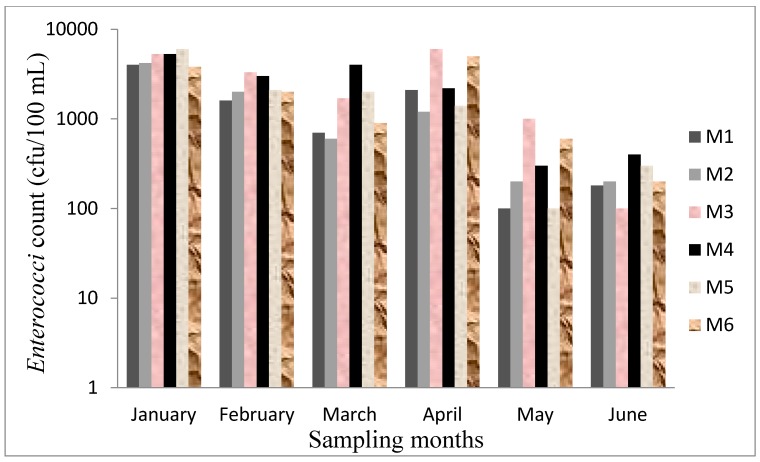 10000
1000
100
10
1
Enterococci count (cfu/100 mL)
January February March April May June
Sampling months
M1
M2
M3
M4
M5
M6